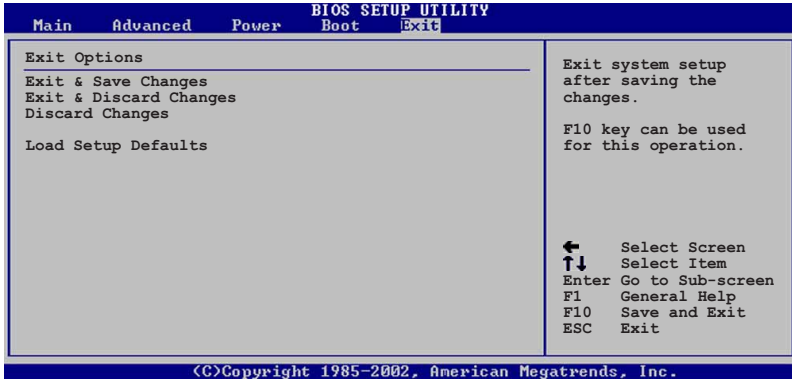 BIOS SETUP UTILITY
Main Advanced Power Boot Exit
Exit Options
Exit & Save Changes
Exit & Discard Changes
Discard Changes
Load Setup Defaults
Exit system setup
after saving the
changes.
F10 key can be used
for this operation.
← Select Screen
↑↓ Select Item
Enter Go to Sub-screen
F1 General Help
F10 Save and Exit
ESC Exit
(C)Copyright 1985-2002, American Megatrends, Inc.